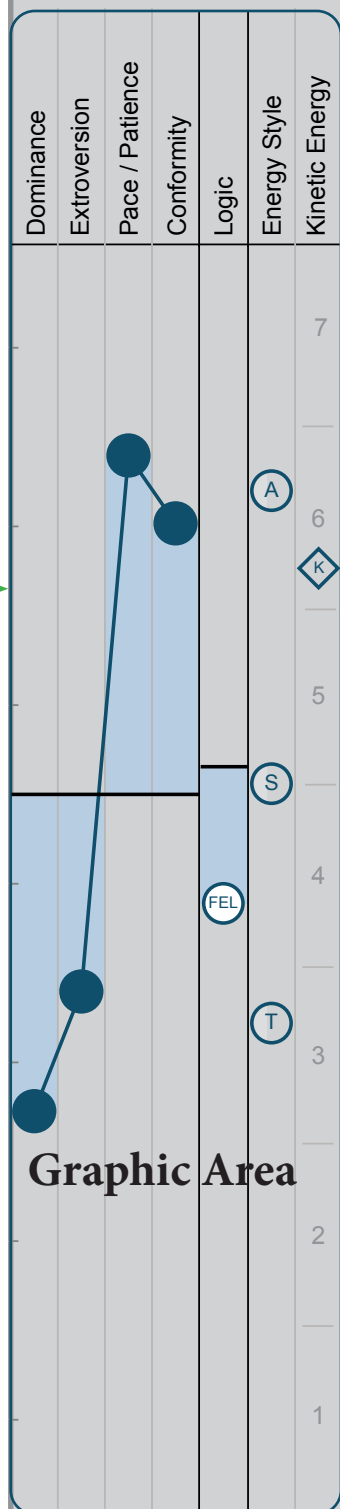 Dominance
Extroversion
Pace / Patience
Conformity
Logic
Energy Style
Kinetic Energy
7
A
6
K
5
S
4
FEL
T
3
Graphic Area
2
1